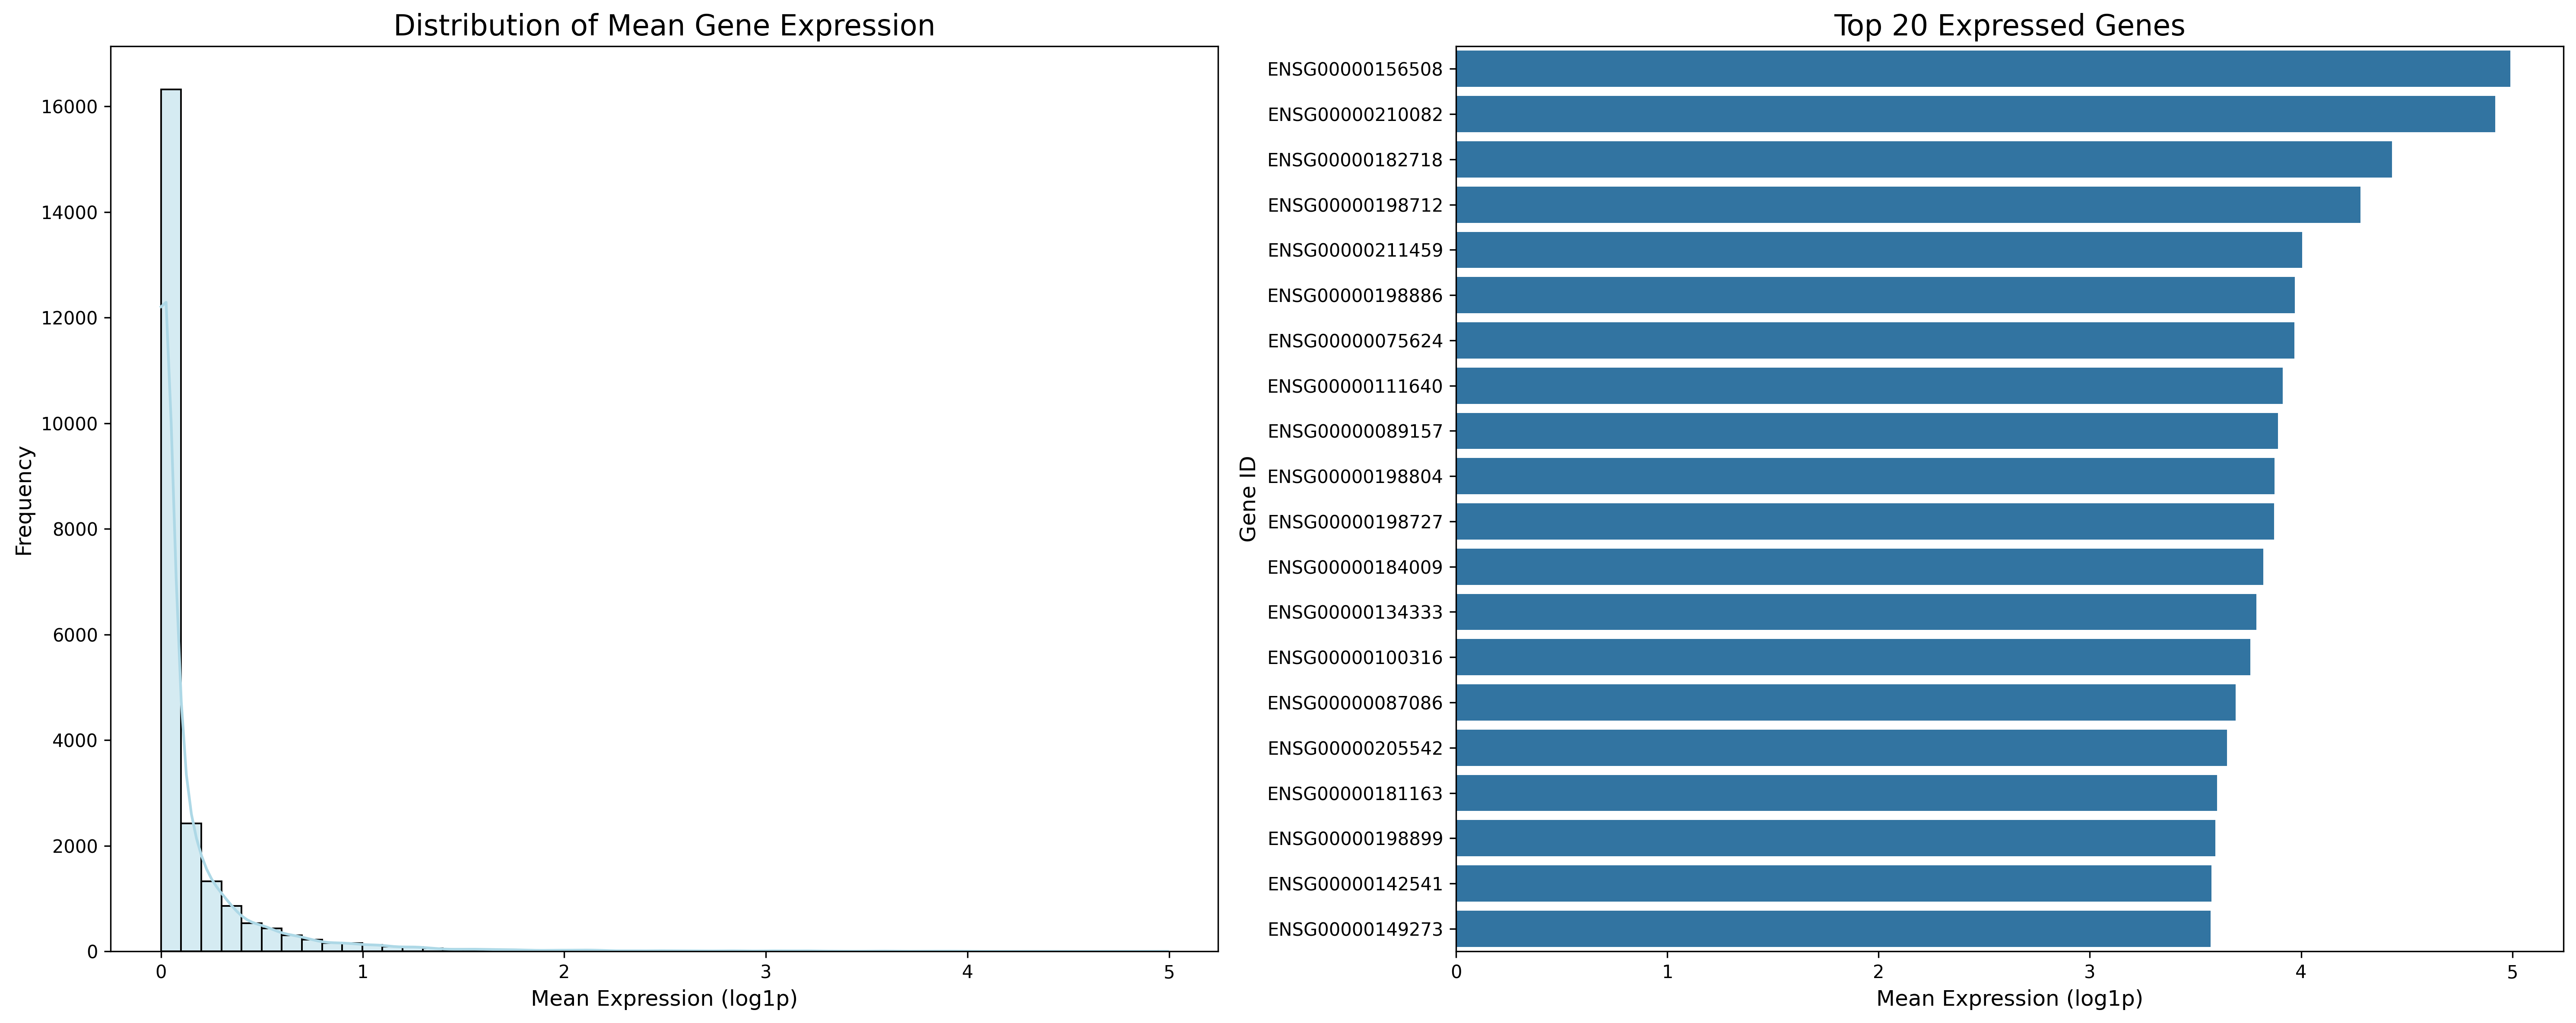 Distribution of Mean Gene Expression
Frequency
16000
14000
12000
10000
8000
6000
4000
2000
0
0 1 2 3 4 5
Mean Expression (log1p)
Top 20 Expressed Genes
Gene ID
ENSG00000156508
ENSG00000210082
ENSG00000182718
ENSG00000198712
ENSG00000211459
ENSG00000198886
ENSG00000075624
ENSG00000111640
ENSG00000089157
ENSG00000198804
ENSG00000198727
ENSG00000184009
ENSG00000134333
ENSG00000100316
ENSG00000087086
ENSG00000205542
ENSG00000181163
ENSG00000198899
ENSG00000142541
ENSG00000149273
0 1 2 3 4 5
Mean Expression (log1p)